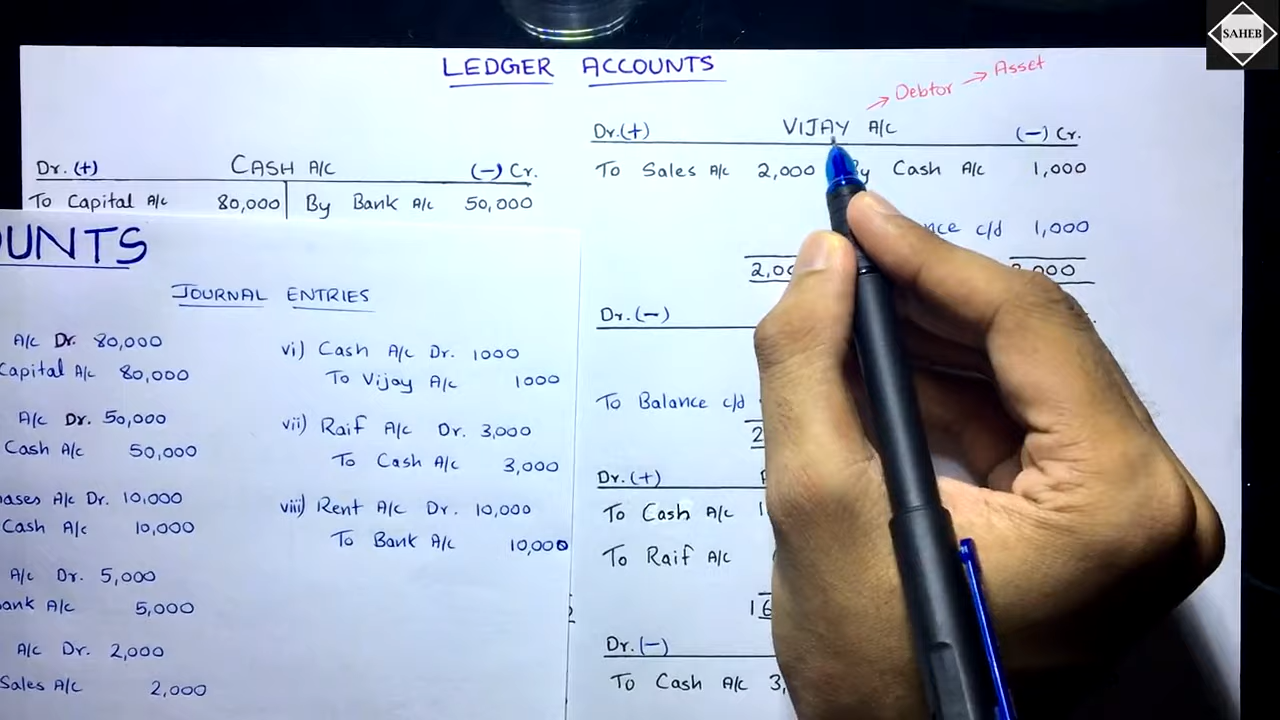 SAHEB
LEDGER ACCOUNTS
→ Debtor → Asset
Dr.(+) VIJAY A/c (−) Cr.
To Sales A/c 2,000 By Cash A/c 1,000
c/d 1,000
Dr. (+) CASH A/c (−) Cr.
To Capital A/c 80,000 By Bank A/c 50,000
JOURNAL ENTRIES
A/c Dr. 80,000
Capital A/c 80,000
A/c Dr. 50,000
Cash A/c 50,000
A/c Dr. 10,000
Cash A/c 10,000
A/c Dr. 5,000
A/c 5,000
A/c Dr. 2,000
Sales A/c 2,000
vi) Cash A/c Dr. 1000
To Vijay A/c 1000
vii) Raif A/c Dr. 3,000
To Cash A/c 3,000
viii) Rent A/c Dr. 10,000
To Bank A/c 10,000
Dr. (−)
To Balance c/d
Dr. (+)
To Cash A/c
To Raif A/c
Dr. (−)
To Cash A/c